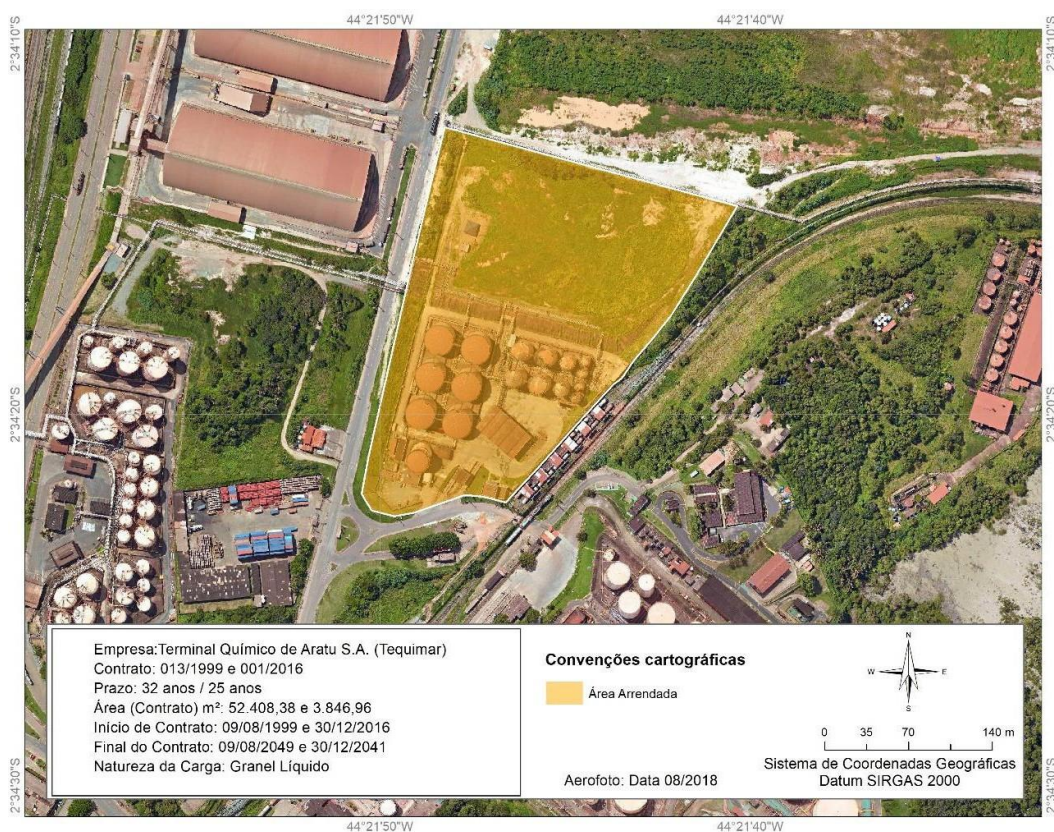 44°21'50"W
44°21'40"W
2°34'10"S
2°34'10"S
2°34'20"S
2°34'20"S
2°34'30"S
2°34'30"S
Empresa:Terminal Químico de Aratu S.A. (Tequimar)
Contrato: 013/1999 e 001/2016
Prazo: 32 anos / 25 anos
Área (Contrato) m²: 52.408,38 e 3.846,96
Início de Contrato: 09/08/1999 e 30/12/2016
Final do Contrato: 09/08/2049 e 30/12/2041
Natureza da Carga: Granel Líquido
Convenções cartográficas
Área Arrendada
Aerofoto: Data 08/2018
N
W E
S
0 35 70 140 m
Sistema de Coordenadas Geográficas
Datum SIRGAS 2000
44°21'50"W
44°21'40"W